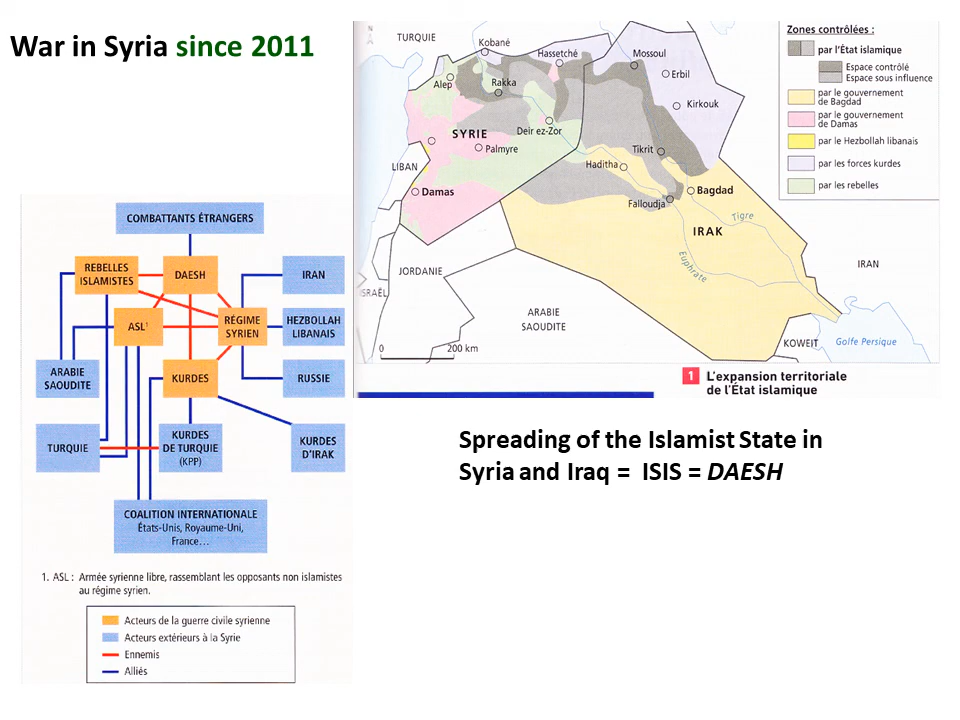 War in Syria since 2011
TURQUIE
Kobané
Hassetché
Mossoul
Erbil
Alep
Rakka
Kirkouk
SYRIE
Deir ez-Zor
Palmyre
Tikrit
Haditha
LIBAN
Damas
Bagdad
Falloudja
Tigre
IRAK
Euphrate
JORDANIE
IRAN
ISRAËL
ARABIE
SAOUDITE
KOWEIT
Golfe Persique
0 200 km
Zones contrôlées :
par l'État islamique
Espace contrôlé
Espace sous influence
par le gouvernement
de Bagdad
par le gouvernement
de Damas
par le Hezbollah libanais
par les forces kurdes
par les rebelles
1 L'expansion territoriale
de l'État islamique
COMBATTANTS ÉTRANGERS
REBELLES
ISLAMISTES
DAESH
IRAN
ASL¹
RÉGIME
SYRIEN
HEZBOLLAH
LIBANAIS
ARABIE
SAOUDITE
KURDES
RUSSIE
TURQUIE
KURDES
DE TURQUIE
(KPP)
KURDES
D'IRAK
COALITION INTERNATIONALE
États-Unis, Royaume-Uni,
France...
1. ASL : Armée syrienne libre, rassemblant les opposants non islamistes
au régime syrien.
Acteurs de la guerre civile syrienne
Acteurs extérieurs à la Syrie
Ennemis
Alliés
Spreading of the Islamist State in
Syria and Iraq = ISIS = DAESH